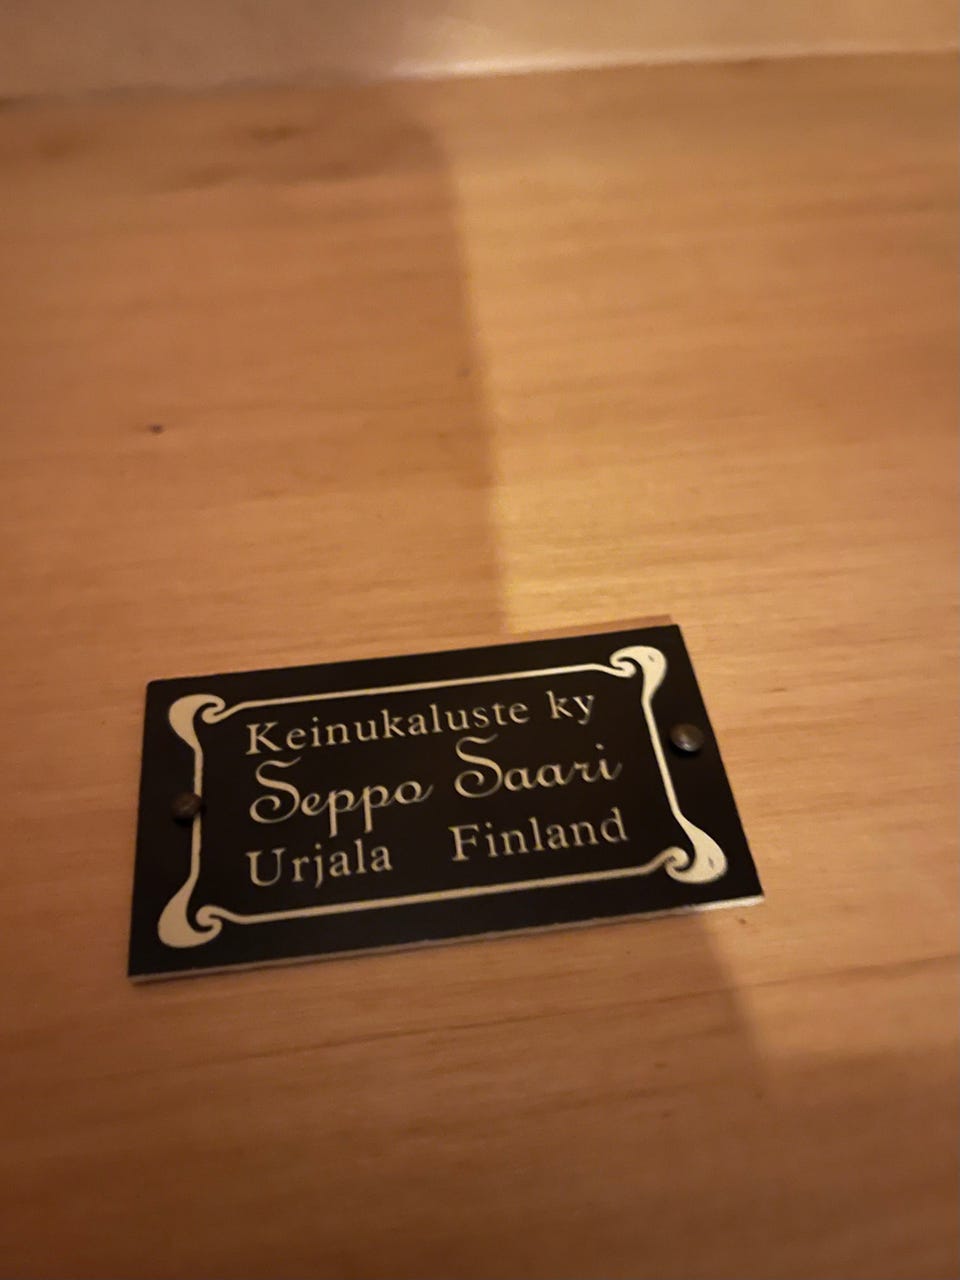 Keinukaluste ky
Seppo Saari
Urjala Finland